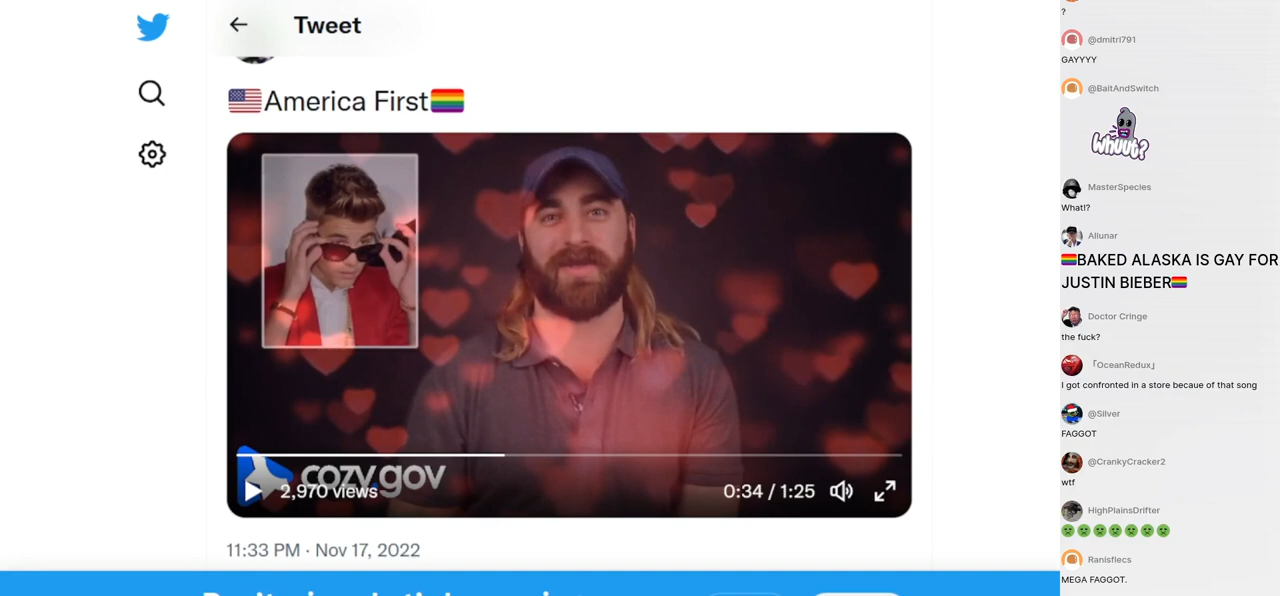 Tweet
🇺🇸America First🏳️‍🌈
cozy.gov
2,970 views
0:34 / 1:25
11:33 PM · Nov 17, 2022
?
@dmitri791
GAYYYY
@BaitAndSwitch
whuut?
MasterSpecies
What!?
Allunar
🏳️‍🌈BAKED ALASKA IS GAY FOR
JUSTIN BIEBER🏳️‍🌈
Doctor Cringe
the fuck?
「OceanRedux」
I got confronted in a store becaue of that song
@Silver
FAGGOT
@CrankyCracker2
wtf
HighPlainsDrifter
Ranisflecs
MEGA FAGGOT.